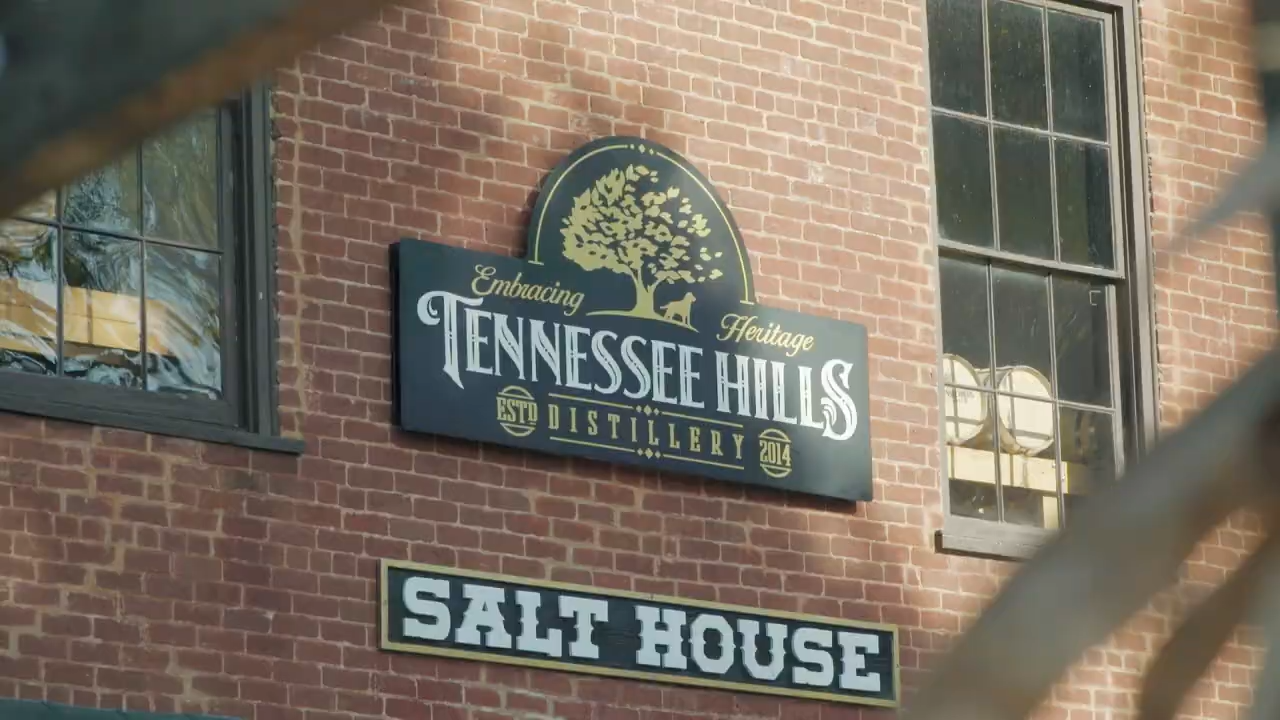 Embracing Heritage
TENNESSEE HILLS
ESTD DISTILLERY 2014
SALT HOUSE